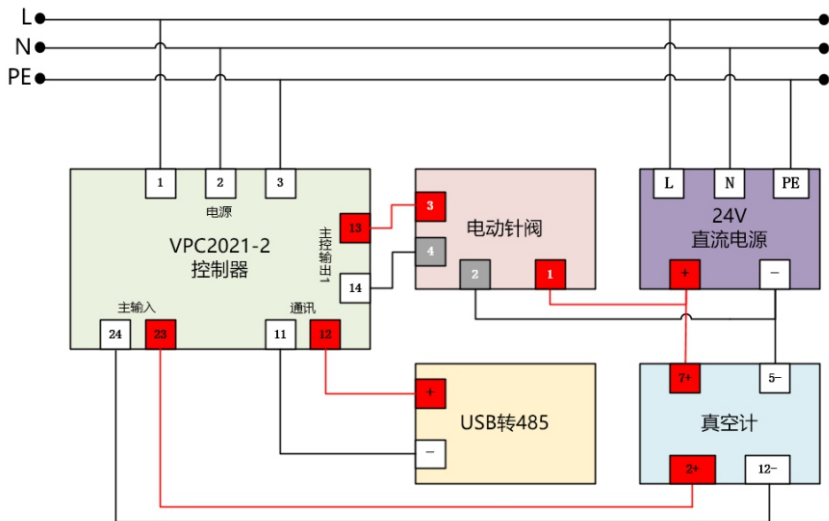 L
N
PE
1
2
3
电源
VPC2021-2
控制器
主控输出1
13
14
主输入
24
23
通讯
11
12
3
4
电动针阀
2
1
L
N
PE
24V
直流电源
+
−
+
−
USB转485
7+
5−
真空计
2+
12−